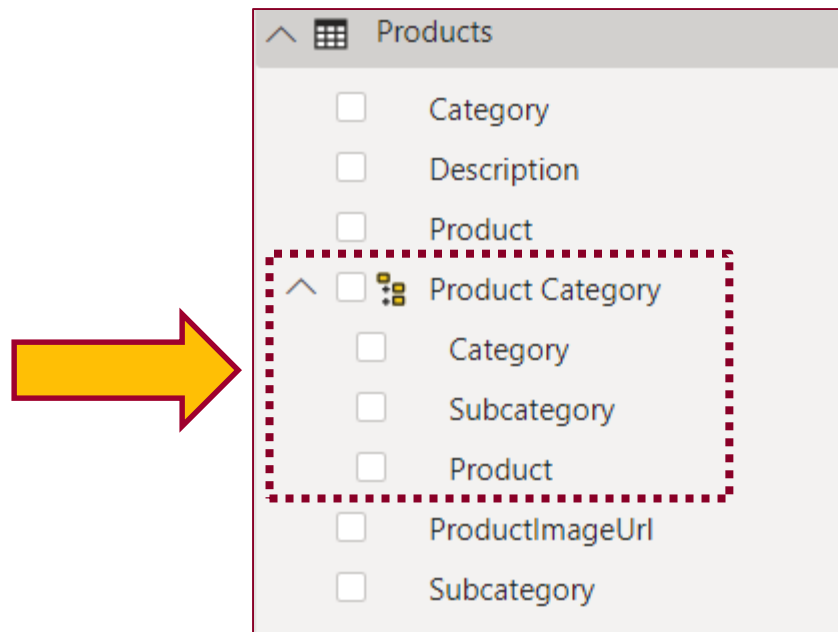 Products
Category
Description
Product
Product Category
Category
Subcategory
Product
ProductImageUrl
Subcategory